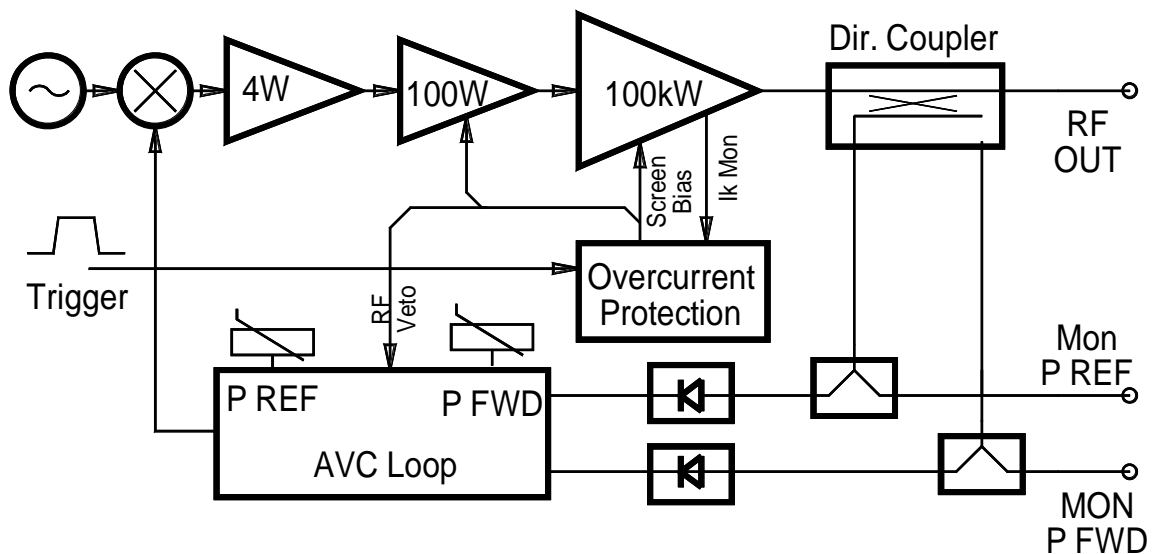 Dir. Coupler
4W
100W
100kW
RF
OUT
Screen
Bias
Ik Mon
Trigger
RF
Veto
Overcurrent
Protection
Mon
P REF
P REF
P FWD
AVC Loop
MON
P FWD